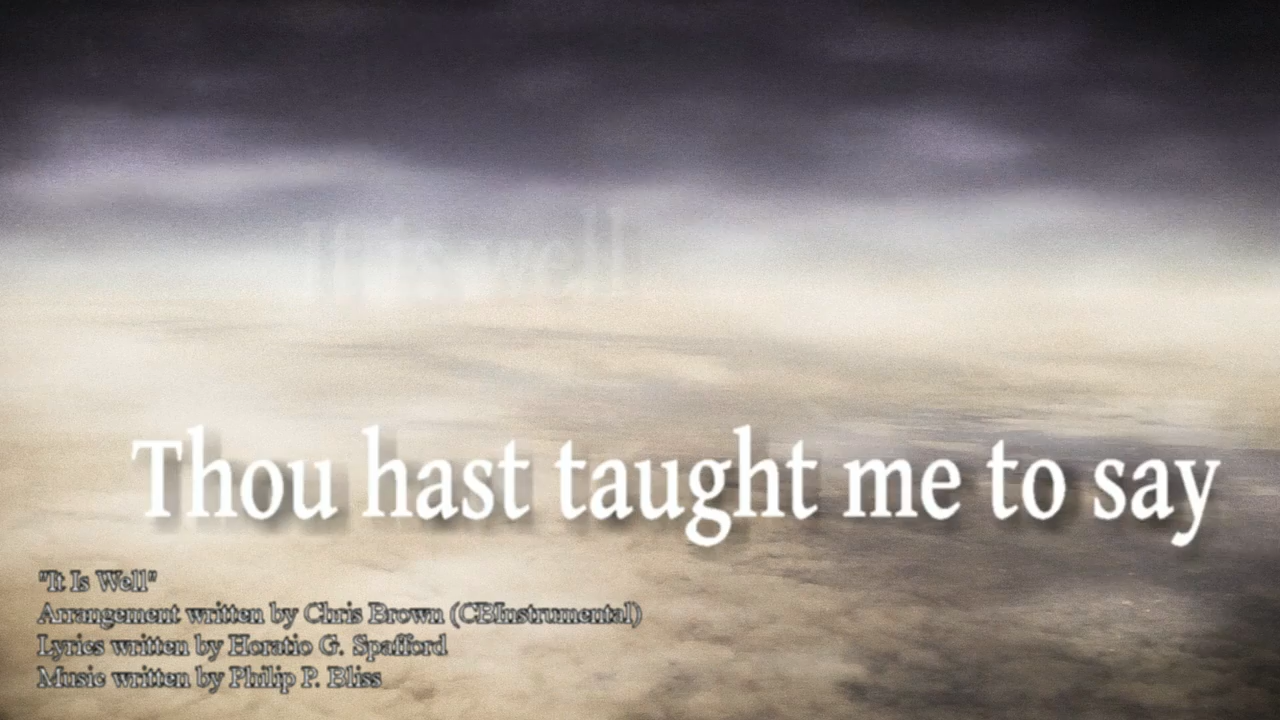 It is well
Thou hast taught me to say
"It Is Well"
Arrangement written by Chris Brown (CBInstrumental)
Lyrics written by Horatio G. Spafford
Music written by Philip P. Bliss